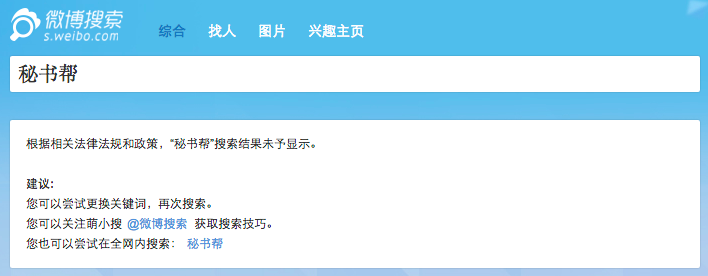 微博搜索
s.weibo.com
综合 找人 图片 兴趣主页
秘书帮
根据相关法律法规和政策，“秘书帮”搜索结果未予显示。
建议：
您可以尝试更换关键词，再次搜索。
您可以关注萌小搜 @微博搜索 获取搜索技巧。
您也可以尝试在全网内搜索： 秘书帮